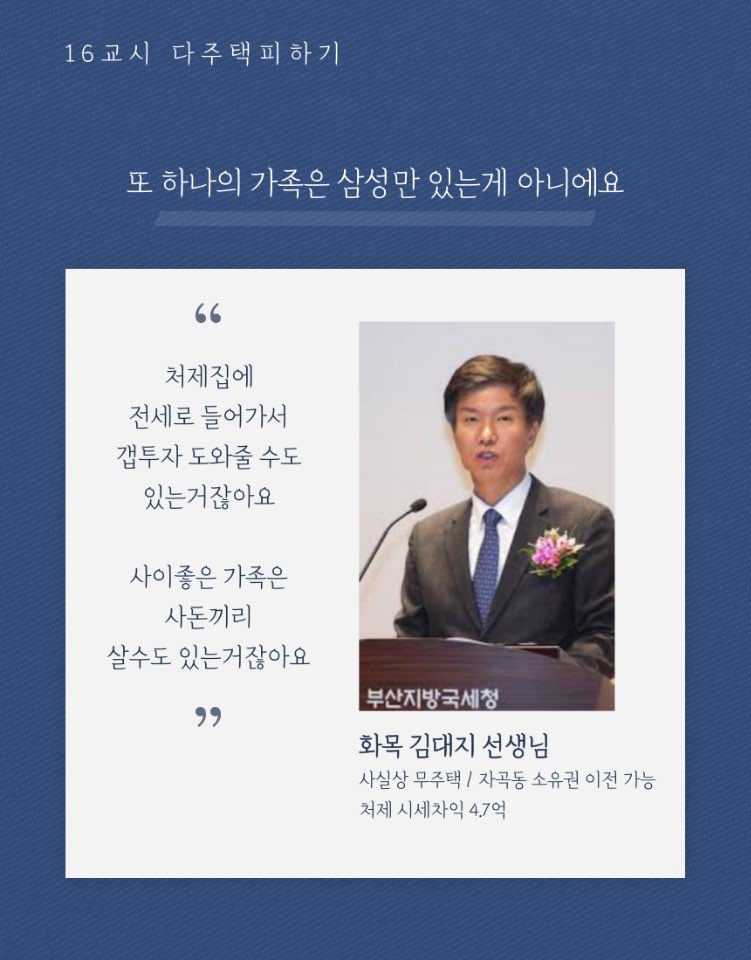 16교시 다주택피하기
또 하나의 가족은 삼성만 있는게 아니에요
“
처제집에
전세로 들어가서
갭투자 도와줄 수도
있는거잖아요
사이좋은 가족은
사돈끼리
살수도 있는거잖아요
”
부산지방국세청
화목 김대지 선생님
사실상 무주택 / 자곡동 소유권 이전 가능
처제 시세차익 4.7억